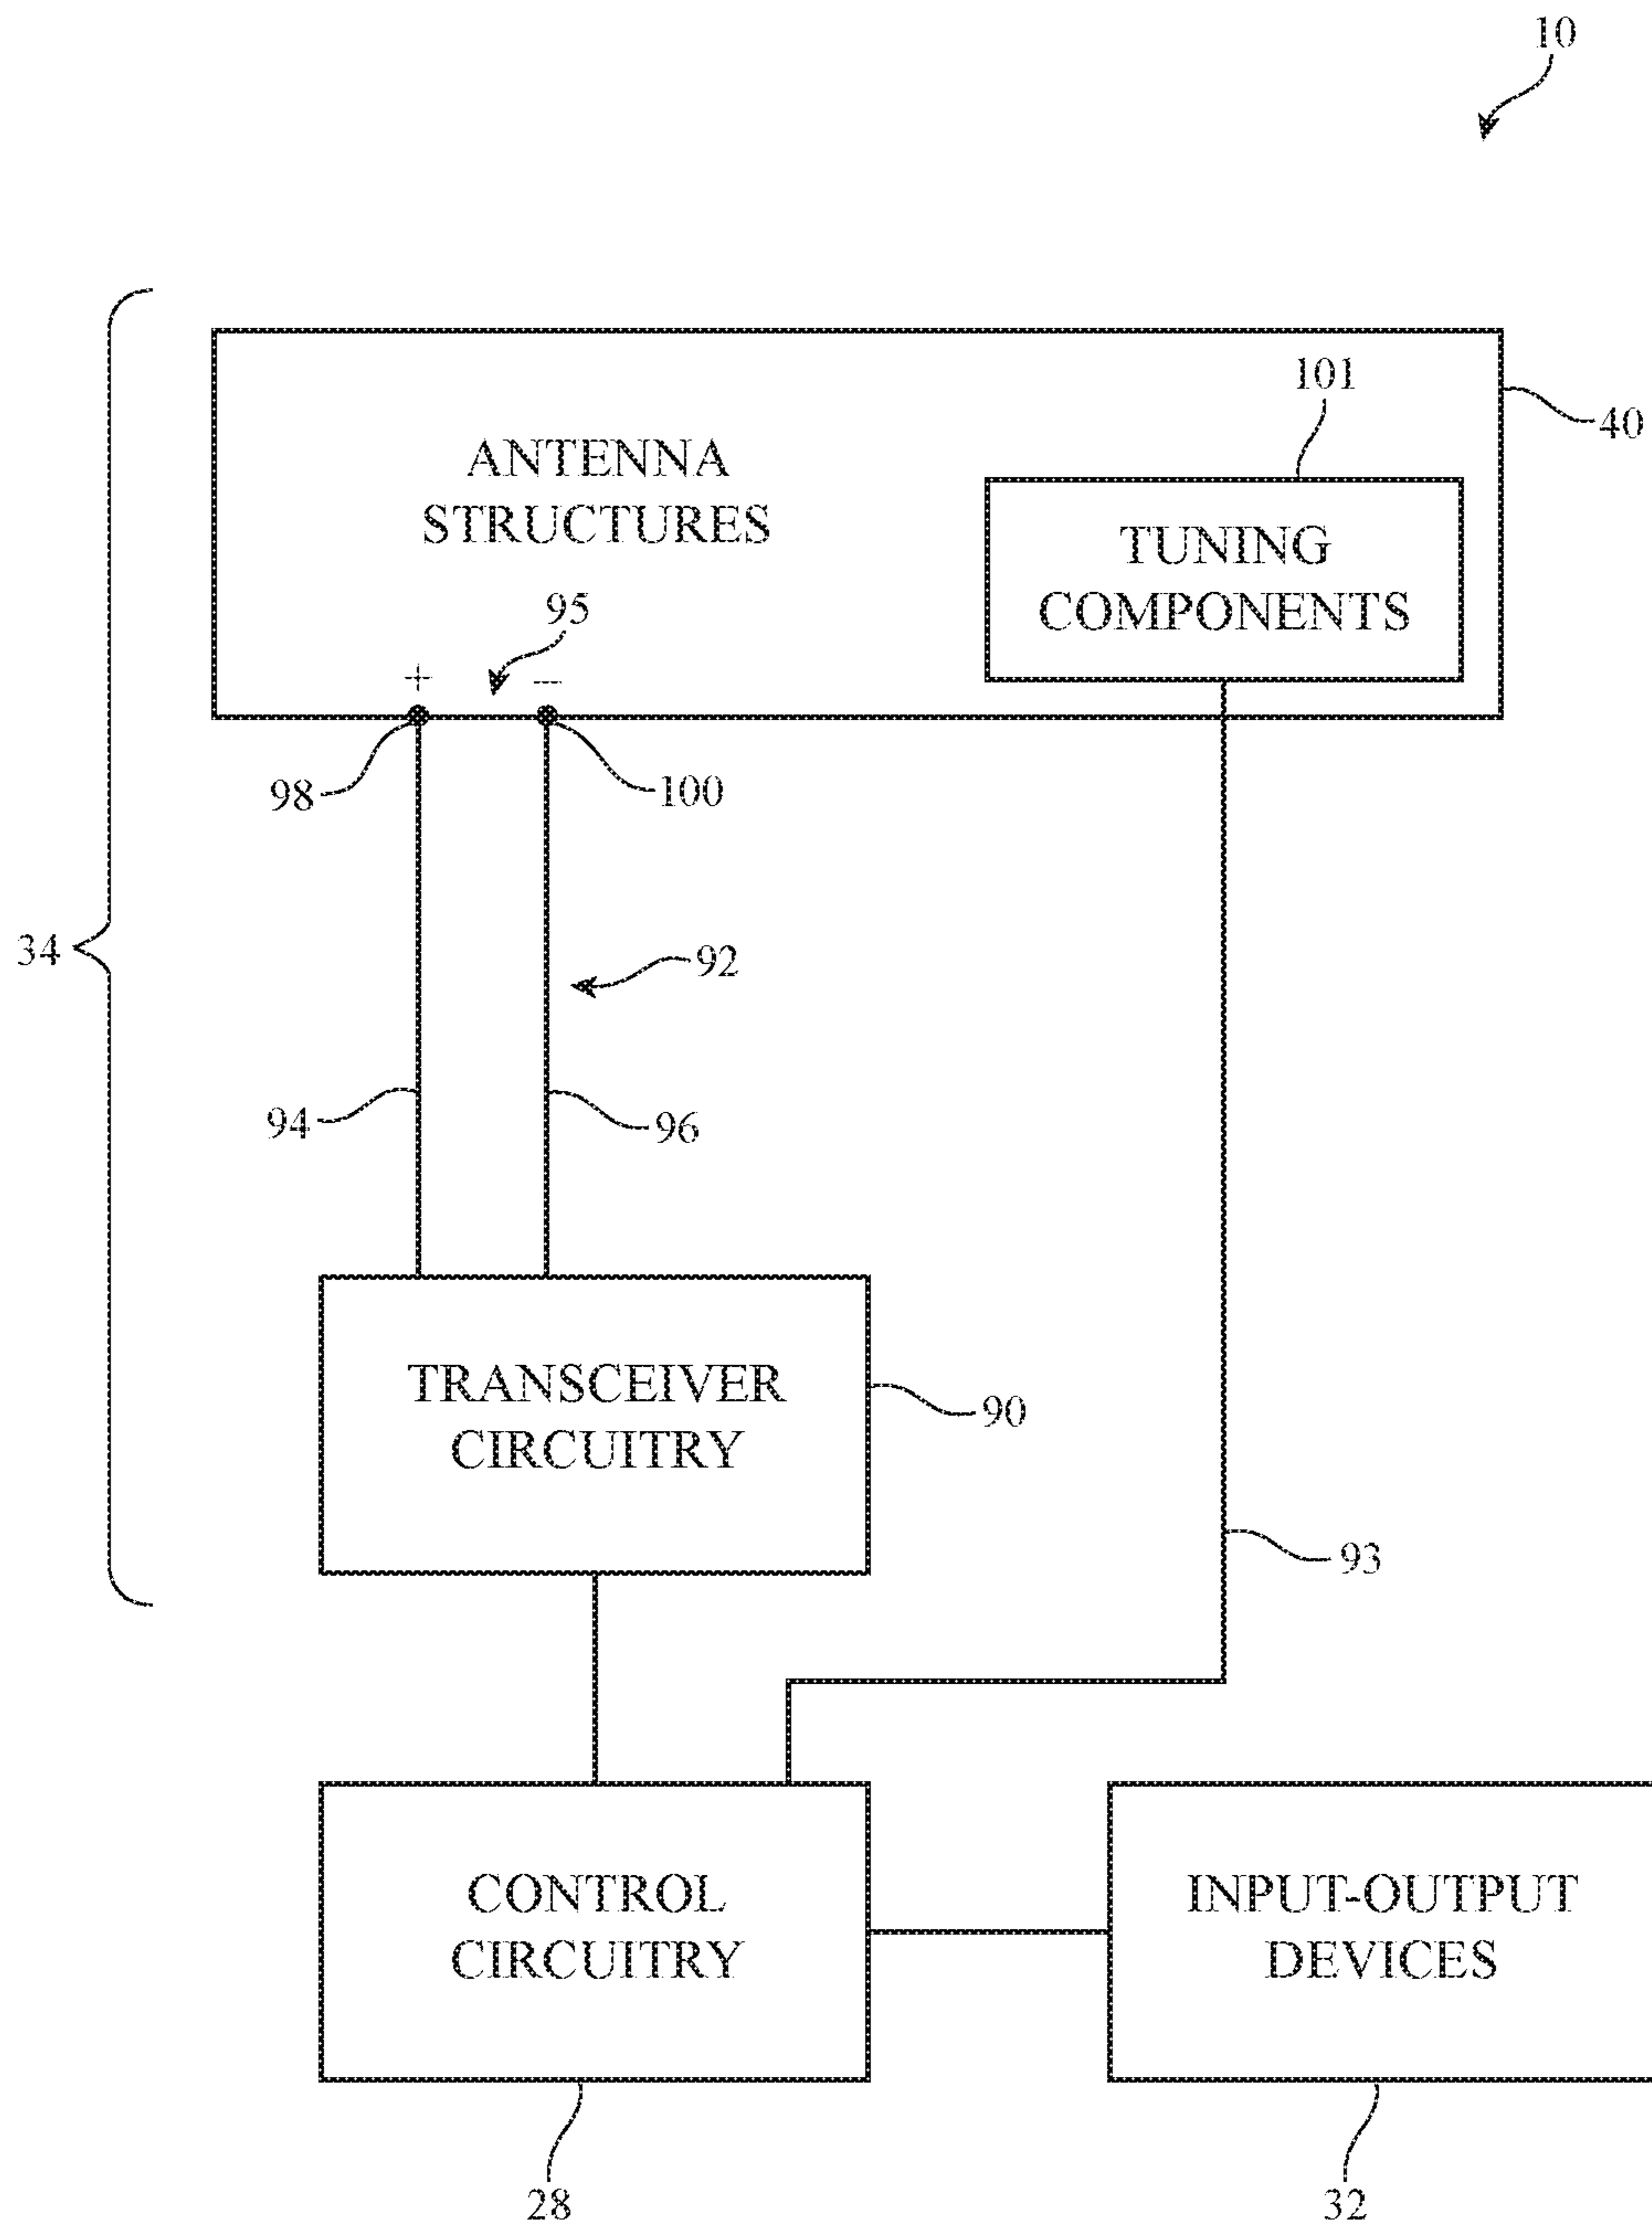 10
101
40
ANTENNA
STRUCTURES
TUNING
COMPONENTS
95
+ −
98
100
34
92
94
96
TRANSCEIVER
CIRCUITRY
90
93
CONTROL
CIRCUITRY
INPUT-OUTPUT
DEVICES
28
32